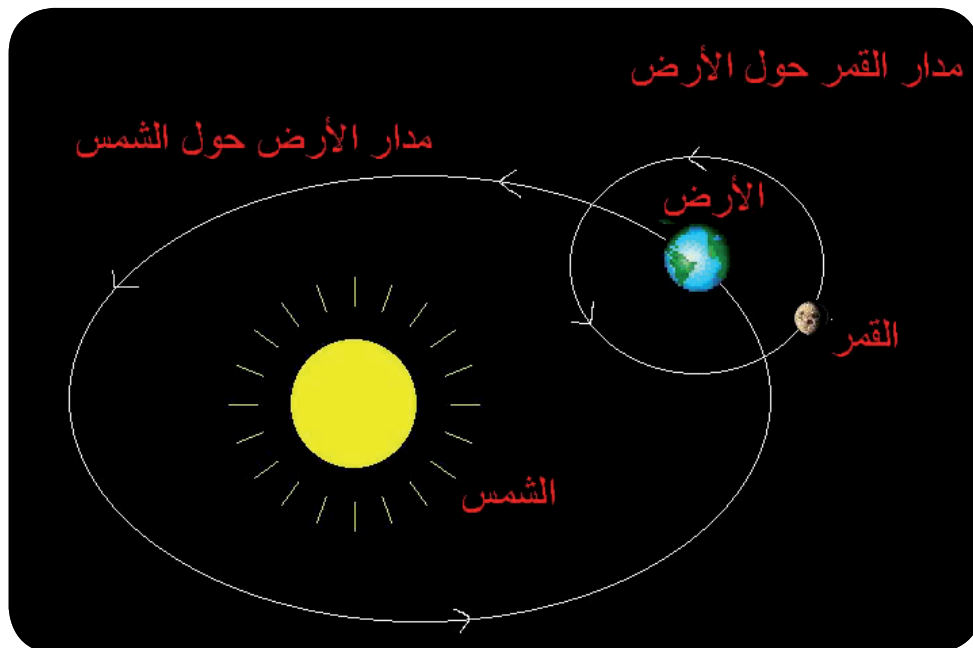 مدار القمر حول الأرض
مدار الأرض حول الشمس
الأرض
القمر
الشمس